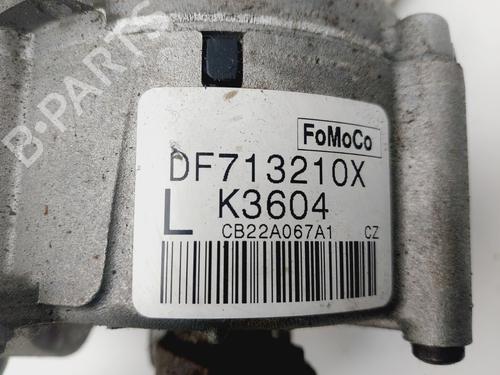 B-PARTS
FoMoCo
DF713210X
L K3604
CB22A067A1 CZ